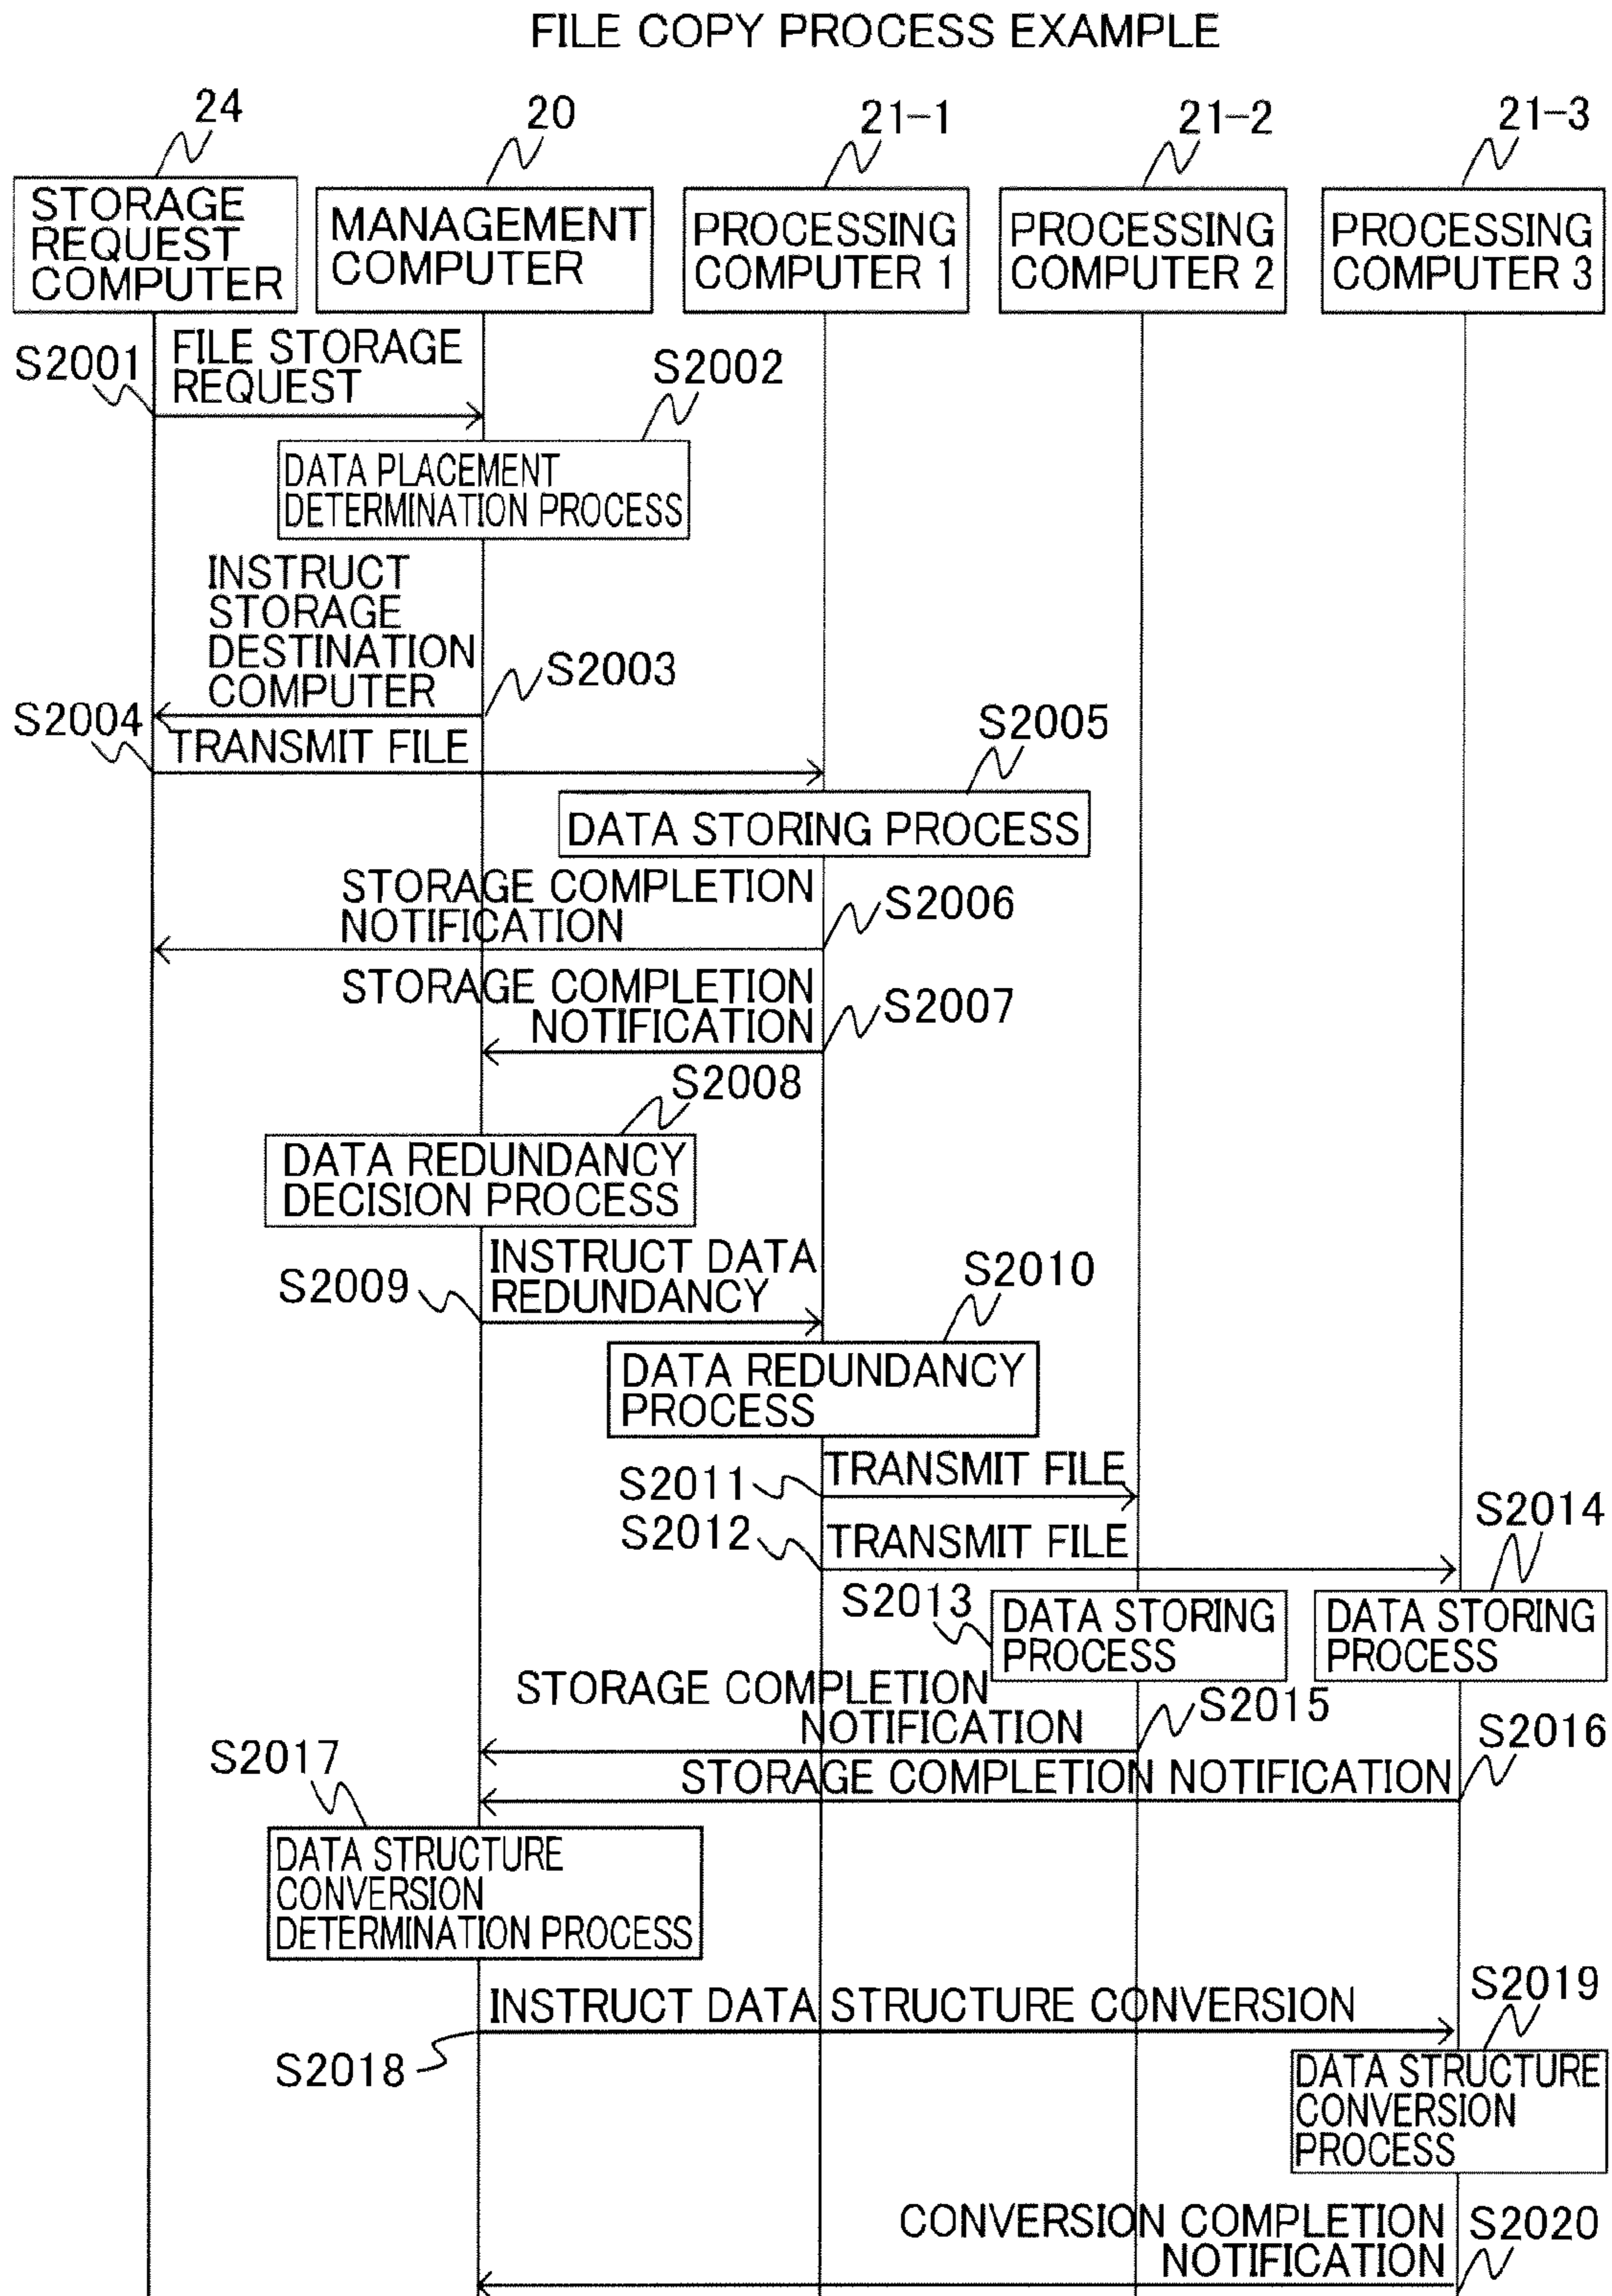 FILE COPY PROCESS EXAMPLE
24
20
21-1
21-2
21-3
STORAGE
REQUEST
COMPUTER
MANAGEMENT
COMPUTER
PROCESSING
COMPUTER 1
PROCESSING
COMPUTER 2
PROCESSING
COMPUTER 3
S2001
FILE STORAGE
REQUEST
S2002
DATA PLACEMENT
DETERMINATION PROCESS
INSTRUCT
STORAGE
DESTINATION
COMPUTER
S2003
S2004
TRANSMIT FILE
S2005
DATA STORING PROCESS
STORAGE COMPLETION
NOTIFICATION
S2006
STORAGE COMPLETION
NOTIFICATION
S2007
S2008
DATA REDUNDANCY
DECISION PROCESS
S2009
INSTRUCT DATA
REDUNDANCY
S2010
DATA REDUNDANCY
PROCESS
S2011
TRANSMIT FILE
S2012
TRANSMIT FILE
S2014
S2013
DATA STORING
PROCESS
DATA STORING
PROCESS
STORAGE COMPLETION
NOTIFICATION
S2015
S2016
STORAGE COMPLETION NOTIFICATION
S2017
DATA STRUCTURE
CONVERSION
DETERMINATION PROCESS
INSTRUCT DATA STRUCTURE CONVERSION
S2018
S2019
DATA STRUCTURE
CONVERSION
PROCESS
CONVERSION COMPLETION
NOTIFICATION
S2020